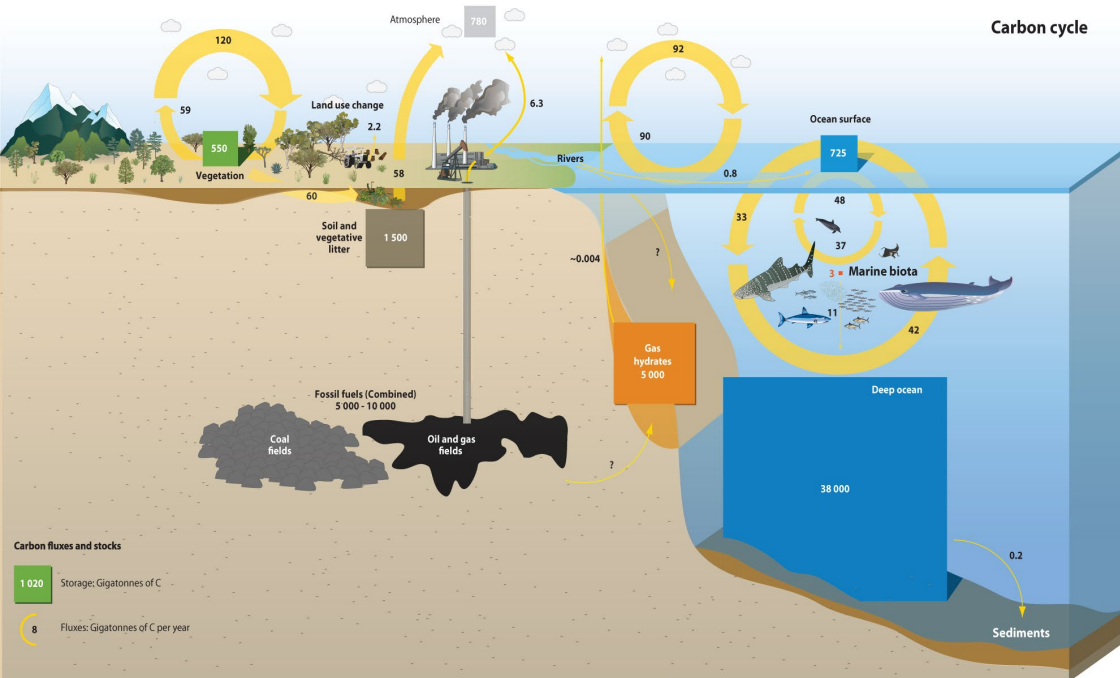 Carbon cycle
Atmosphere
780
120
59
550
Vegetation
Land use change
2.2
58
6.3
60
Soil and
vegetative
litter
1 500
92
90
Rivers
0.8
Ocean surface
725
33
48
37
3
Marine biota
11
42
~0.004
?
Gas
hydrates
5 000
?
Fossil fuels (Combined)
5 000 - 10 000
Coal
fields
Oil and gas
fields
Deep ocean
38 000
0.2
Sediments
Carbon fluxes and stocks
1 020
Storage; Gigatonnes of C
8
Fluxes: Gigatonnes of C per year